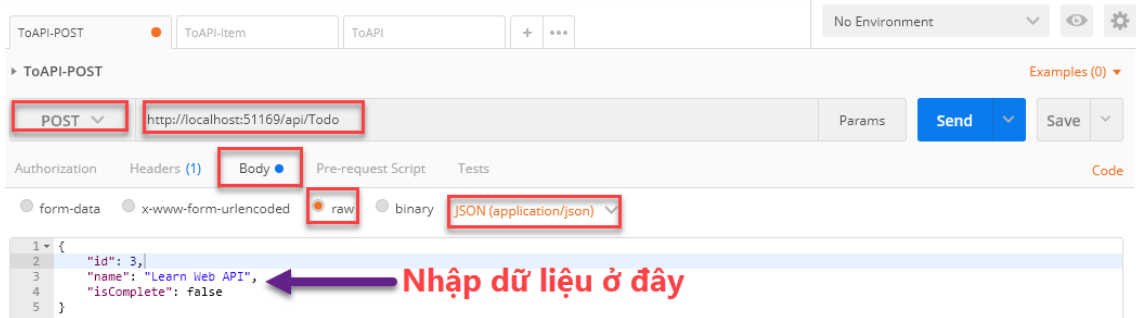 ToAPI-POST ToAPI-Item ToAPI + ••• No Environment
ToAPI-POST Examples (0)
POST http://localhost:51169/api/Todo Params Send Save
Authorization Headers (1) Body Pre-request Script Tests Code
form-data x-www-form-urlencoded raw binary JSON (application/json)
1 {
2 "id": 3,
3 "name": "Learn Web API",
4 "isComplete": false
5 }
Nhập dữ liệu ở đây